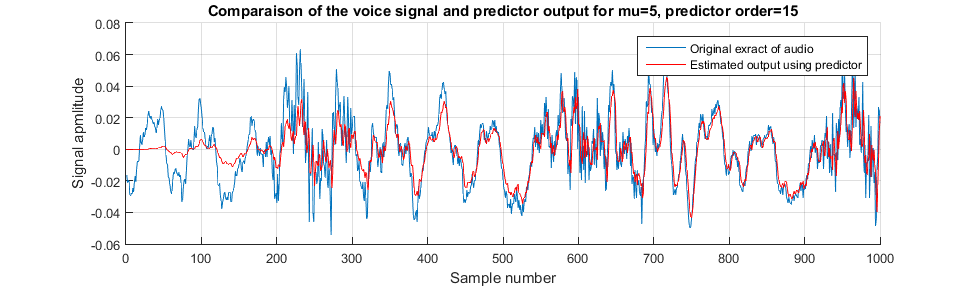 Comparaison of the voice signal and predictor output for mu=5, predictor order=15
Signal apmlitude
0.08
0.06
0.04
0.02
0
-0.02
-0.04
-0.06
Original exract of audio
Estimated output using predictor
0 100 200 300 400 500 600 700 800 900 1000
Sample number